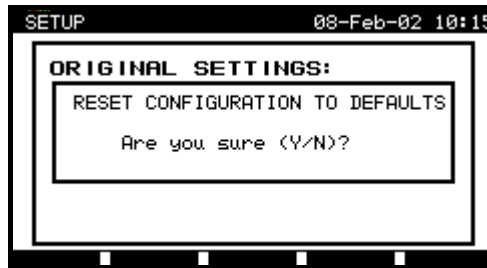 SETUP 08-Feb-02 10:15
ORIGINAL SETTINGS:
RESET CONFIGURATION TO DEFAULTS
Are you sure (Y/N)?